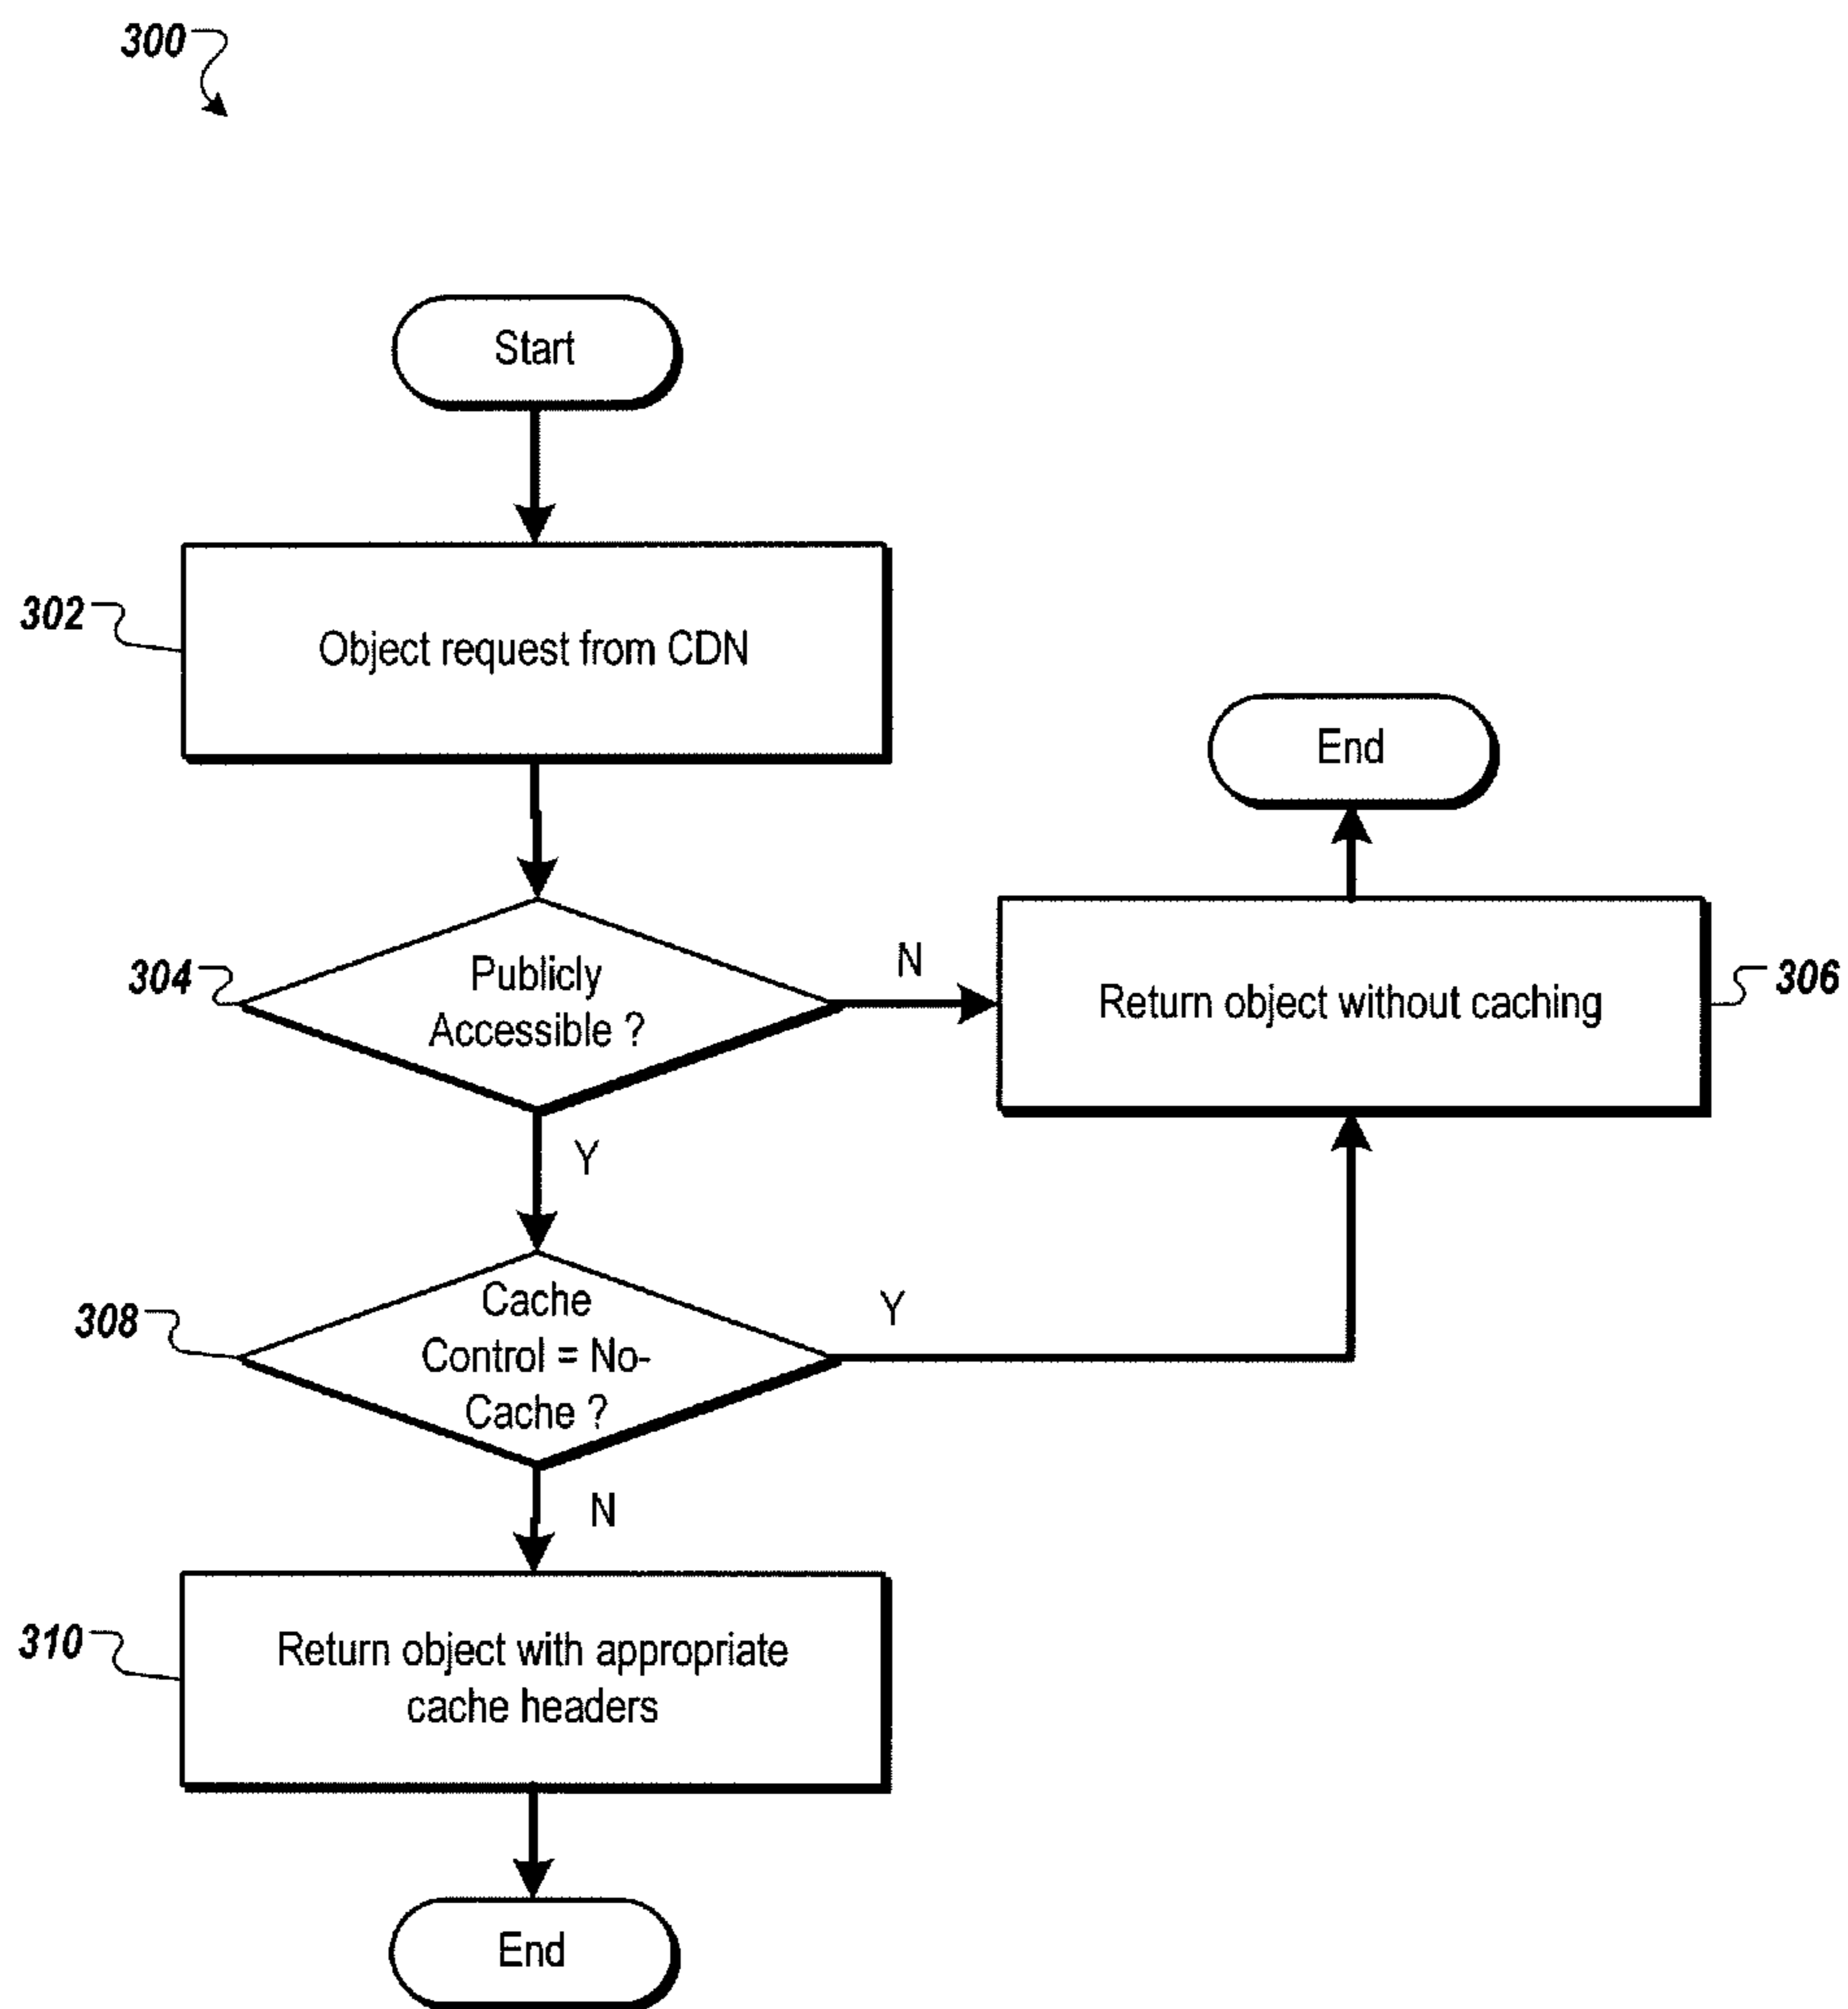 300
Start
302
Object request from CDN
End
304
Publicly
Accessible ?
N
Return object without caching
306
Y
308
Cache
Control = No-
Cache ?
Y
N
310
Return object with appropriate
cache headers
End